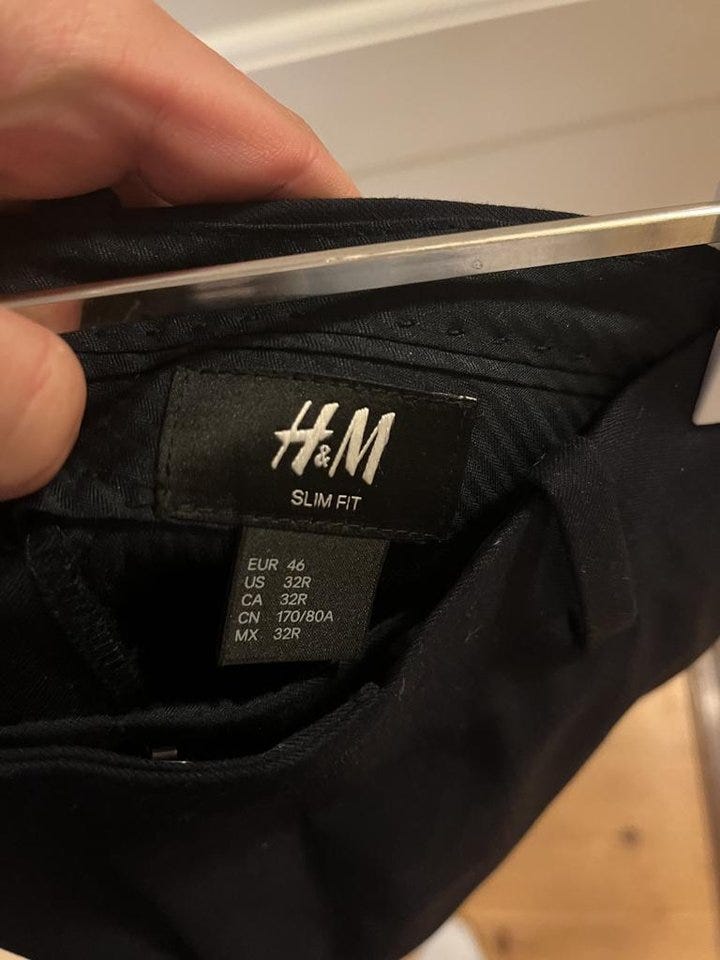 H&M
SLIM FIT
EUR 46
US 32R
CA 32R
CN 170/80A
MX 32R